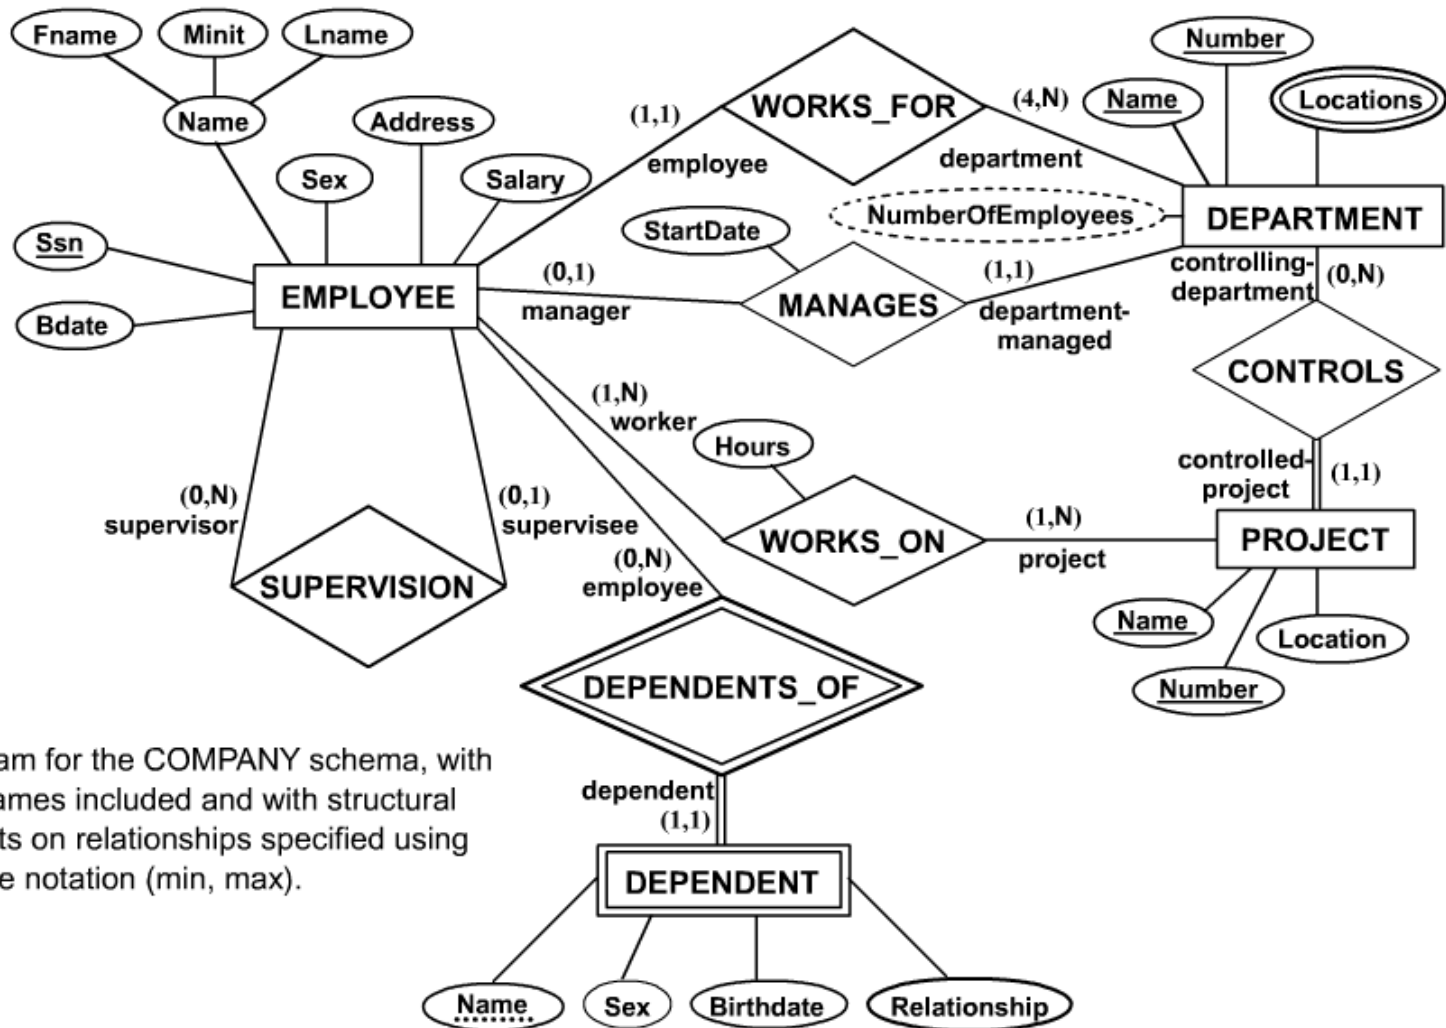 Fname
Minit
Lname
Name
Address
Sex
Salary
Ssn
Bdate
EMPLOYEE
(1,1)
employee
WORKS_FOR
(4,N)
department
Number
Name
Locations
NumberOfEmployees
DEPARTMENT
StartDate
(0,1)
manager
MANAGES
(1,1)
department-
managed
controlling-
department
(0,N)
CONTROLS
controlled-
project
(1,1)
PROJECT
Name
Number
Location
(1,N)
worker
Hours
WORKS_ON
(1,N)
project
(0,N)
supervisor
(0,1)
supervisee
SUPERVISION
(0,N)
employee
DEPENDENTS_OF
dependent
(1,1)
DEPENDENT
Name
Sex
Birthdate
Relationship
am for the COMPANY schema, with
ames included and with structural
ts on relationships specified using
e notation (min, max).